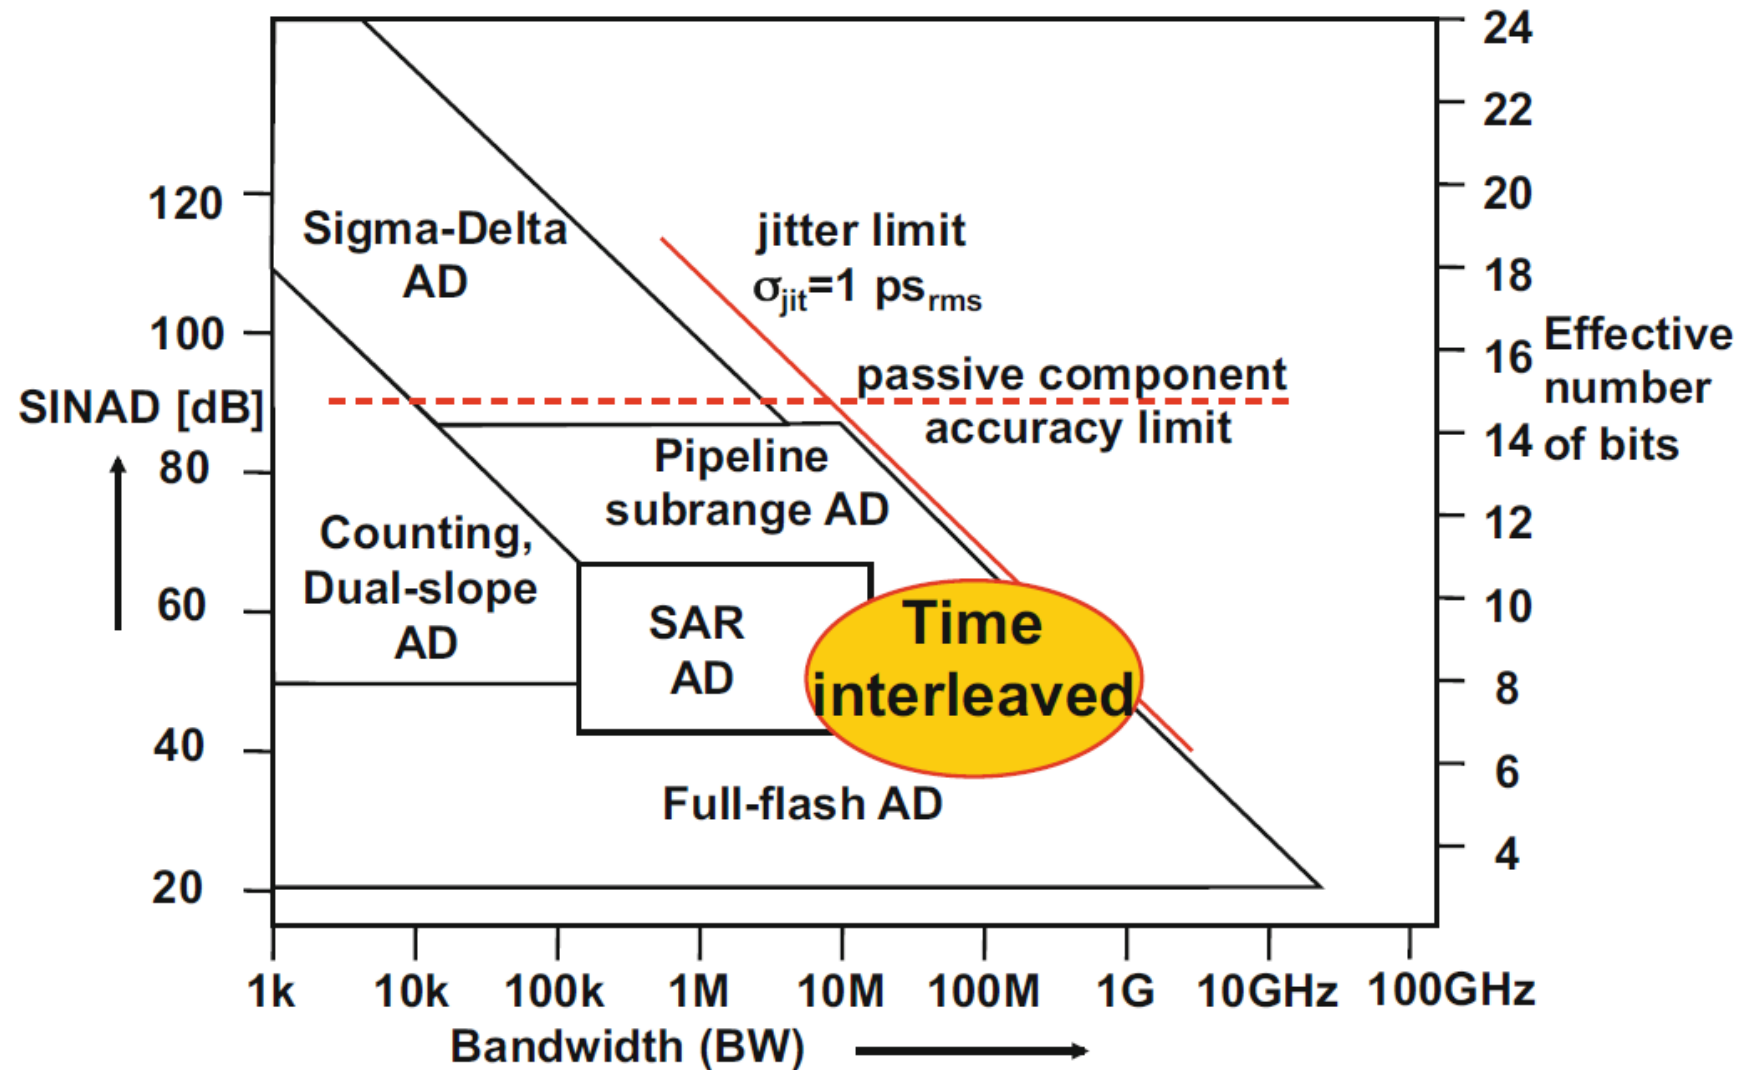 24
22
120
20
Sigma-Delta
AD
jitter limit
σjit=1 psrms
18
100
16
Effective
number
of bits
passive component
accuracy limit
SINAD [dB]
14
80
Pipeline
subrange AD
12
Counting,
Dual-slope
AD
60
10
SAR
AD
Time
interleaved
8
40
6
Full-flash AD
4
20
1k 10k 100k 1M 10M 100M 1G 10GHz 100GHz
Bandwidth (BW)